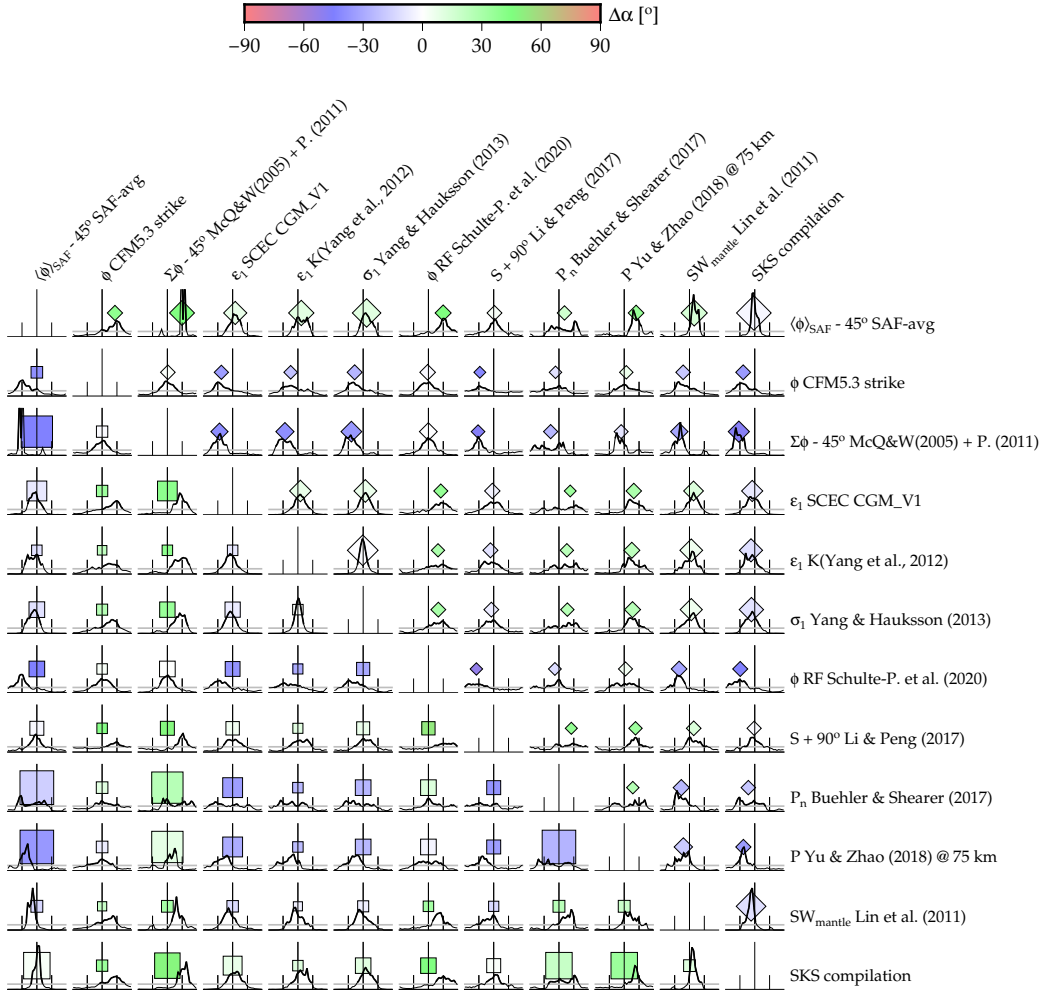 Δα [°]
−90 −60 −30 0 30 60 90
⟨ϕ⟩SAF - 45° SAF-avg
ϕ CFM5.3 strike
Σϕ - 45° McQ&W(2005) + P. (2011)
ε1 SCEC CGM_V1
ε1 K(Yang et al., 2012)
σ1 Yang & Hauksson (2013)
ϕ RF Schulte-P. et al. (2020)
S + 90° Li & Peng (2017)
Pn Buehler & Shearer (2017)
P Yu & Zhao (2018) @ 75 km
SWmantle Lin et al. (2011)
SKS compilation
⟨ϕ⟩SAF - 45° SAF-avg
ϕ CFM5.3 strike
Σϕ - 45° McQ&W(2005) + P. (2011)
ε1 SCEC CGM_V1
ε1 K(Yang et al., 2012)
σ1 Yang & Hauksson (2013)
ϕ RF Schulte-P. et al. (2020)
S + 90° Li & Peng (2017)
Pn Buehler & Shearer (2017)
P Yu & Zhao (2018) @ 75 km
SWmantle Lin et al. (2011)
SKS compilation